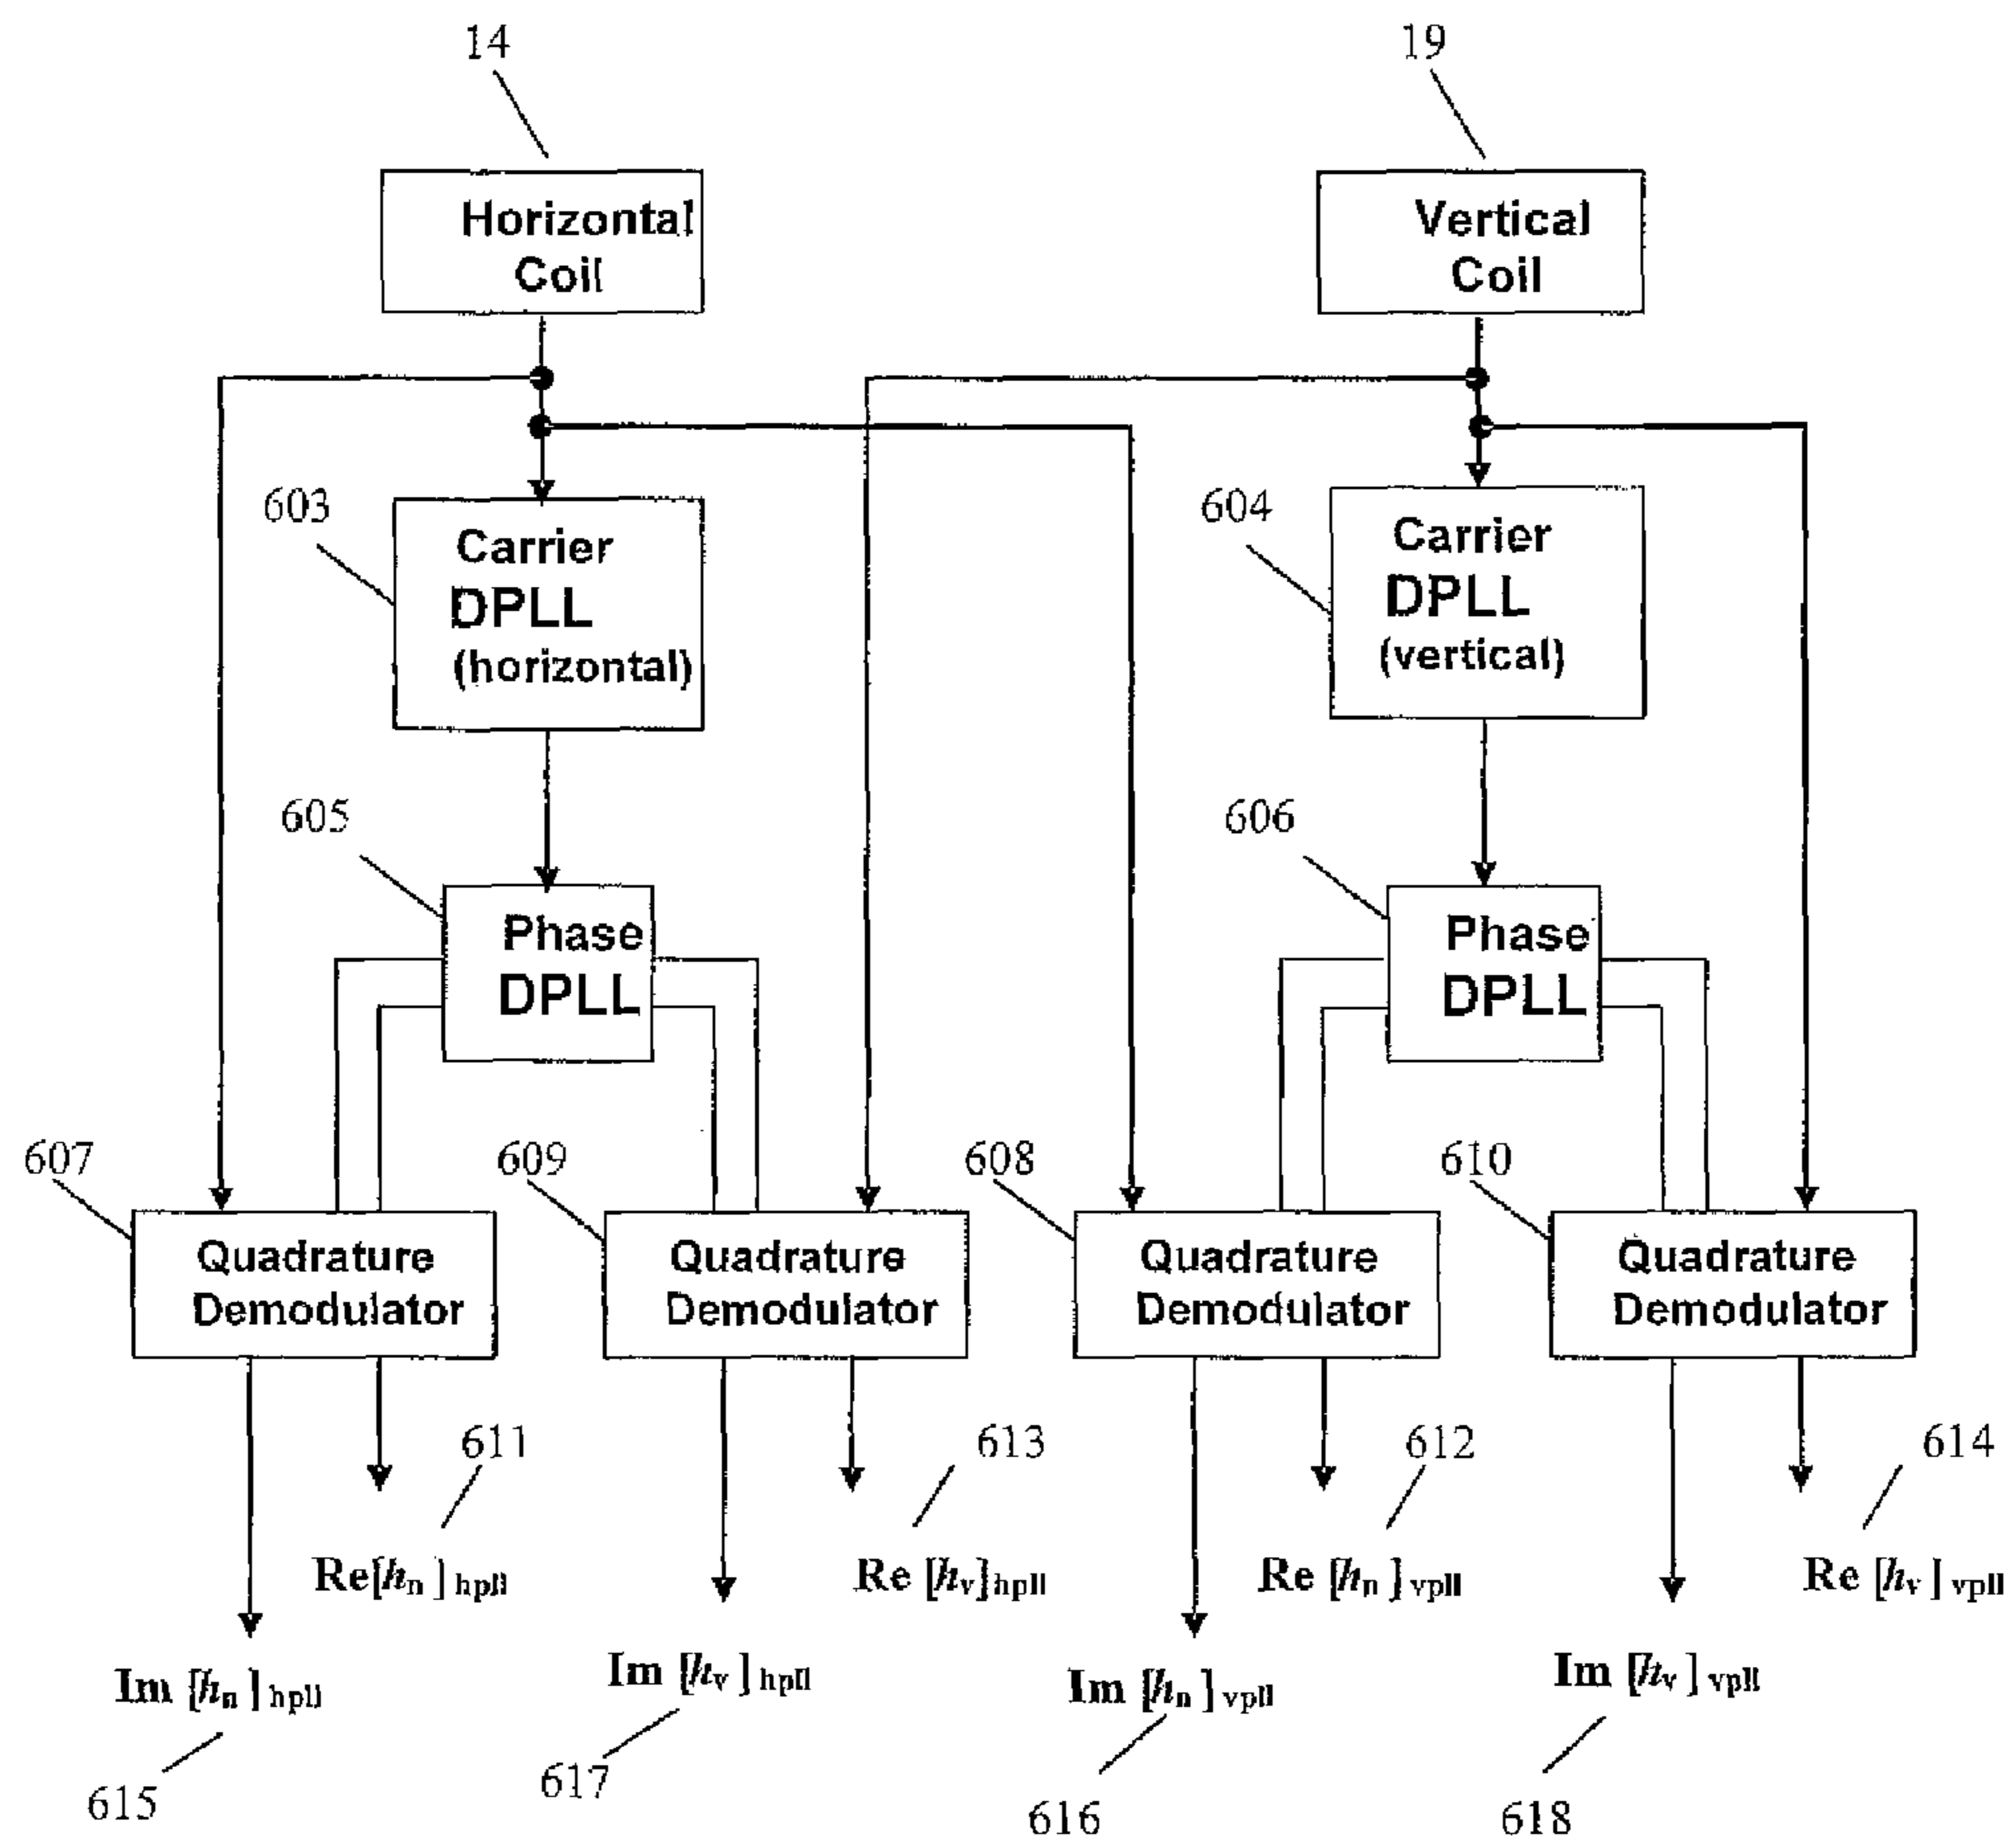 14
19
Horizontal
Coil
Vertical
Coil
603
Carrier
DPLL
(horizontal)
604
Carrier
DPLL
(vertical)
605
Phase
DPLL
606
Phase
DPLL
607
Quadrature
Demodulator
609
Quadrature
Demodulator
608
Quadrature
Demodulator
610
Quadrature
Demodulator
611
613
612
614
Re[hn] hpll
Re [hv]hpll
Re [hn] vpll
Re [hv] vpll
Im [hn] hpll
Im [hv] hpll
Im [hn] vpll
Im [hv] vpll
615
617
616
618